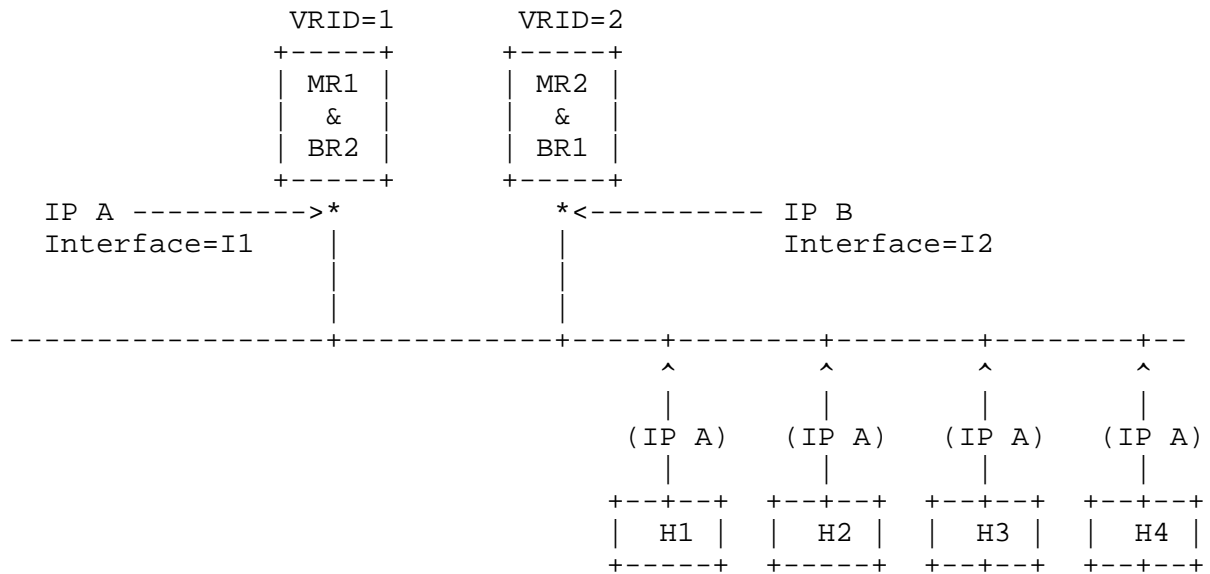 VRID=1 VRID=2
+-----+ +-----+
| MR1 | | MR2 |
| & | | & |
| BR2 | | BR1 |
+-----+ +-----+
IP A ---------->* *<---------- IP B
Interface=I1 | | Interface=I2
| |
| |
------------------+------------+-----+--------+--------+--------+--
^ ^ ^ ^
| | | |
(IP A) (IP A) (IP A) (IP A)
| | | |
+--+--+ +--+--+ +--+--+ +--+--+
| H1 | | H2 | | H3 | | H4 |
+-----+ +-----+ +--+--+ +--+--+